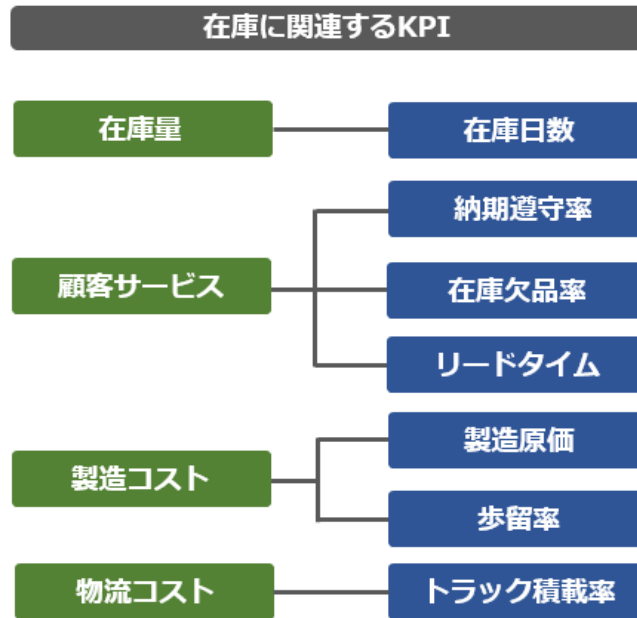 在庫に関連するKPI
在庫量
在庫日数
顧客サービス
納期遵守率
在庫欠品率
リードタイム
製造コスト
製造原価
歩留率
物流コスト
トラック積載率